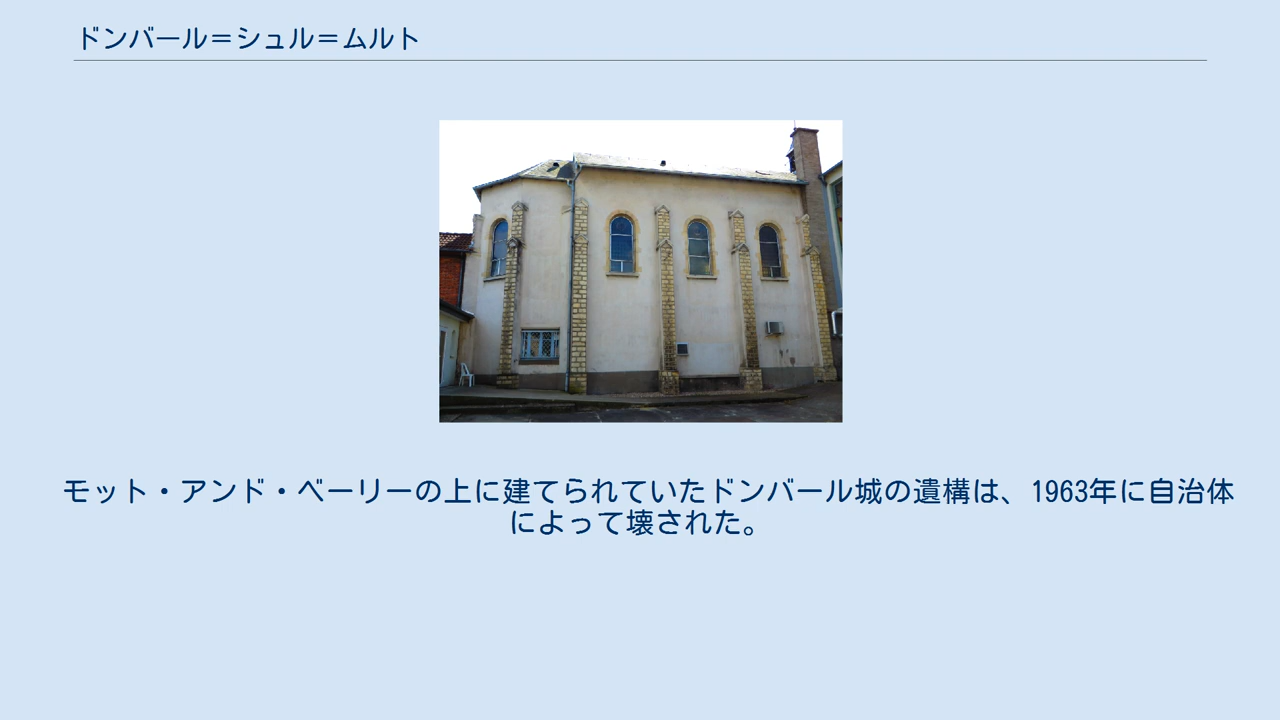 ドンバール＝シュル＝ムルト
モット・アンド・ベーリーの上に建てられていたドンバール城の遺構は、1963年に自治体
によって壊された。